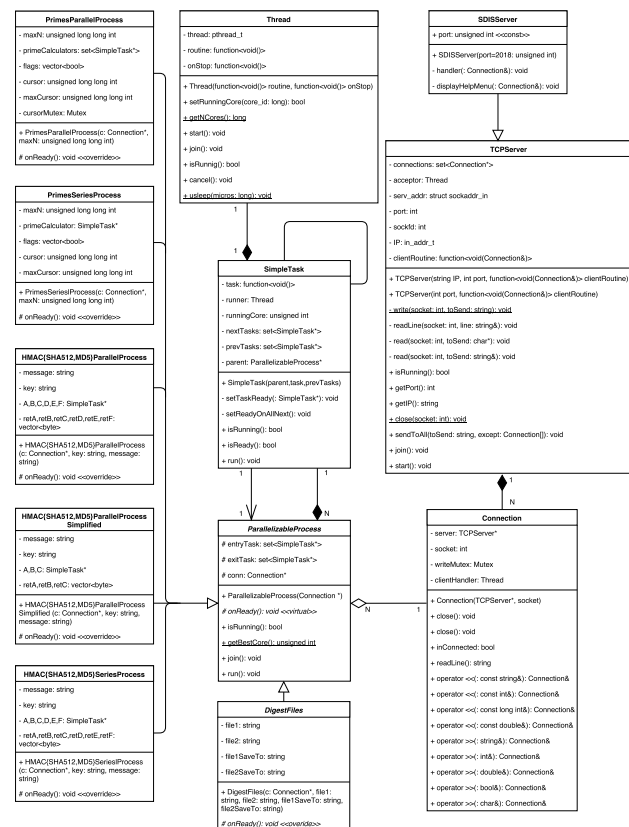 PrimesParallelProcess
- maxN: unsigned long long int
- primeCalculators: set<SimpleTask*>
- flags: vector<bool>
- cursor: unsigned long long int
- maxCursor: unsigned long long int
- cursorMutex: Mutex
+ PrimesParallelProcess(c: Connection*,
maxN: unsigned long long int)
# onReady(): void <<override>>
PrimesSeriesProcess
- maxN: unsigned long long int
- primeCalculator: SimpleTask*
- flags: vector<bool>
- cursor: unsigned long long int
- maxCursor: unsigned long long int
+ PrimesSeriesIProcess(c: Connection*,
maxN: unsigned long long int)
# onReady(): void <<override>>
HMAC{SHA512,MD5}ParallelProcess
- message: string
- key: string
- A,B,C,D,E,F: SimpleTask*
- retA,retB,retC,retD,retE,retF:
vector<byte>
+ HMAC{SHA512,MD5}ParallelProcess
(c: Connection*, key: string, message:
string)
# onReady(): void <<override>>
HMAC{SHA512,MD5}ParallelProcess
Simplified
- message: string
- key: string
- A,B,C: SimpleTask*
- retA,retB,retC: vector<byte>
+ HMAC{SHA512,MD5}ParallelProcess
Simplified (c: Connection*, key: string,
message: string)
# onReady(): void <<override>>
HMAC{SHA512,MD5}SeriesProcess
- message: string
- key: string
- A,B,C,D,E,F: SimpleTask*
- retA,retB,retC,retD,retE,retF:
vector<byte>
+ HMAC{SHA512,MD5}SeriesIProcess
(c: Connection*, key: string, message:
string)
# onReady(): void <<override>>
Thread
- thread: pthread_t
- routine: function<void()>
- onStop: function<void()>
+ Thread(function<void()> routine, function<void()> onStop)
+ setRunningCore(core_id: long): bool
+ getNCores(): long
+ start(): void
+ join(): void
+ isRunnig(): bool
+ cancel(): void
+ usleep(micros: long): void
1
1
SimpleTask
- task: function<void()>
- runner: Thread
- runningCore: unsigned int
- nextTasks: set<SimpleTask*>
- prevTasks: set<SimpleTask*>
- parent: ParallelizableProcess*
+ SimpleTask(parent,task,prevTasks)
- setTaskReady(: SimpleTask*): void
- setReadyOnAllNext(): void
+ isRunning(): bool
+ isReady(): bool
+ run(): void
1
1
1
N
ParallelizableProcess
# entryTask: set<SimpleTask*>
# exitTask: set<SimpleTask*>
# conn: Connection*
+ ParallelizableProcess(Connection *)
# onReady(): void <<virtual>>
+ isRunning(): bool
+ getBestCore(): unsigned int
+ join(): void
+ run(): void
N
1
DigestFiles
- file1: string
- file2: string
- file1SaveTo: string
- file2SaveTo: string
+ DigestFiles(c: Connection*, file1:
string, file2: string, file1SaveTo: string,
file2SaveTo: string)
# onReady(): void <<overide>>
SDISServer
+ port: unsigned int <<const>>
+ SDISServer(port=2018: unsigned int)
- handler(: Connection&): void
- displayHelpMenu(: Connection&): void
TCPServer
- connections: set<Connection*>
- acceptor: Thread
- serv_addr: struct sockaddr_in
- port: int
- sockfd: int
- IP: in_addr_t
- clientRoutine: function<void(Connection&)>
+ TCPServer(string IP, int port, function<void(Connection&)> clientRoutine)
+ TCPServer(int port, function<void(Connection&)> clientRoutine)
- write(socket: int, toSend: string): void
- readLine(socket: int, line: string&): void
- read(socket: int, toSend: char*): void
- read(socket: int, toSend: string&): void
+ isRunning(): bool
+ getPort(): int
+ getIP(): string
+ close(socket: int): void
+ sendToAll(toSend: string, except: Connection[]): void
+ join(): void
+ start(): void
1
N
Connection
- server: TCPServer*
- socket: int
- writeMutex: Mutex
- clientHandler: Thread
+ Connection(TCPServer*, socket)
+ close(): void
+ close(): void
+ inConnected: bool
+ readLine(): string
+ operator <<(: const string&): Connection&
+ operator <<(: const int&): Connection&
+ operator <<(: const long int&): Connection&
+ operator <<(: const double&): Connection&
+ operator >>(: string&): Connection&
+ operator >>(: int&): Connection&
+ operator >>(: double&): Connection&
+ operator >>(: bool&): Connection&
+ operator >>(: char&): Connection&